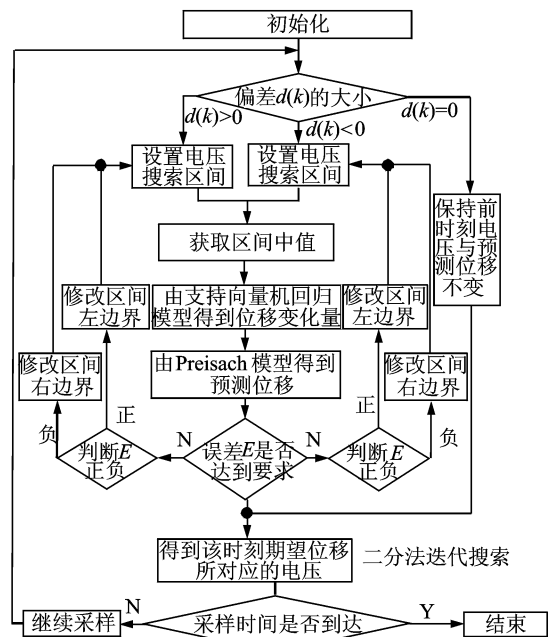 初始化
偏差d(k)的大小
d(k)>0
d(k)<0
d(k)=0
设置电压
搜索区间
设置电压
搜索区间
保持前
时刻电
压与预
测位移
不变
获取区间中值
修改区间
左边界
由支持向量机回归
模型得到位移变化量
修改区间
左边界
修改区间
右边界
由Preisach 模型得到
预测位移
修改区间
右边界
正
负
判断E
正负
N
误差E是否
达到要求
N
正
负
判断E
正负
得到该时刻期望位移
所对应的电压
二分法迭代搜索
继续采样
N
采样时间是否到达
Y
结束